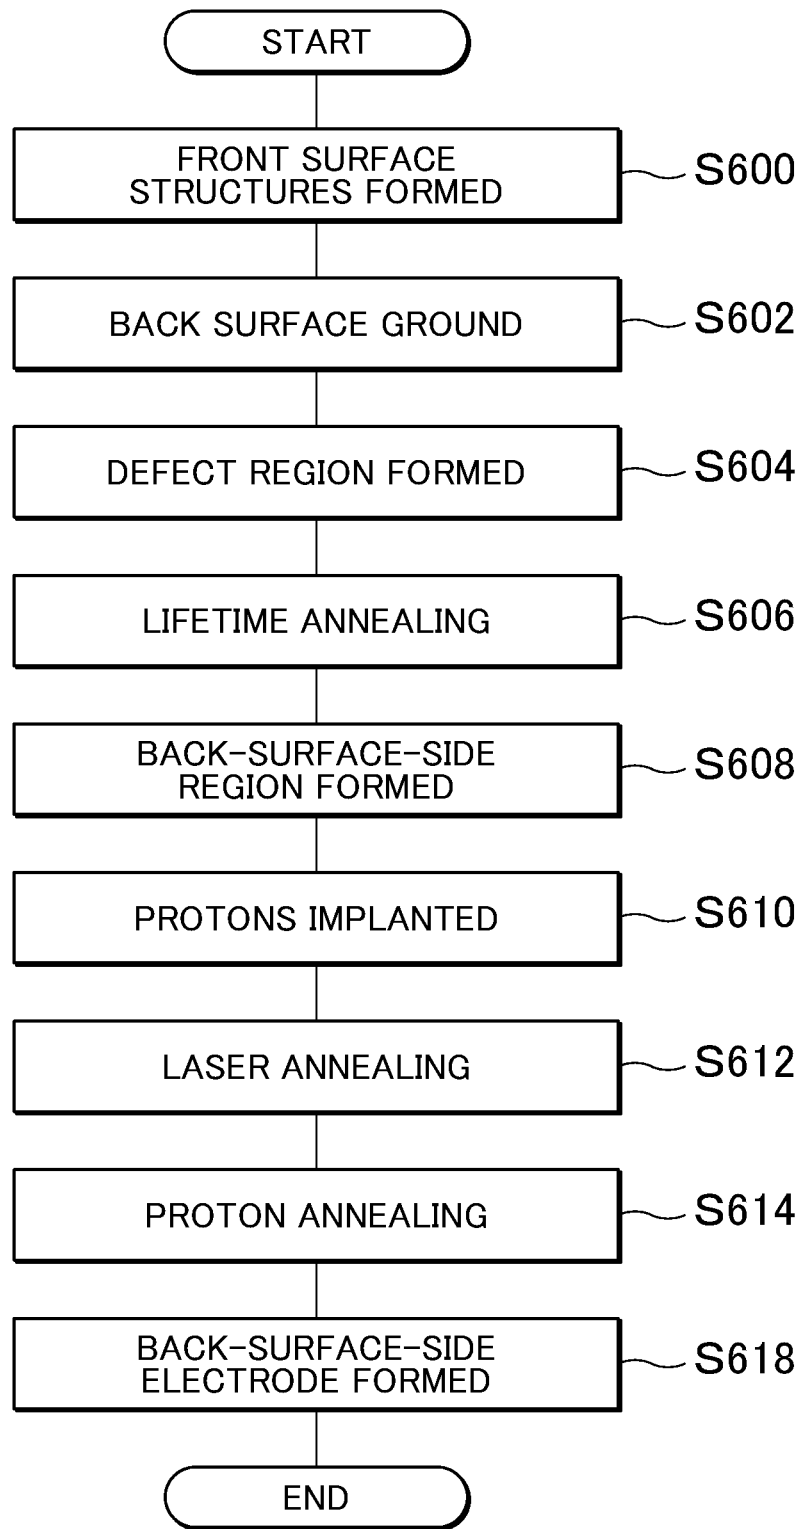 START
FRONT SURFACE
STRUCTURES FORMED
S600
BACK SURFACE GROUND
S602
DEFECT REGION FORMED
S604
LIFETIME ANNEALING
S606
BACK-SURFACE-SIDE
REGION FORMED
S608
PROTONS IMPLANTED
S610
LASER ANNEALING
S612
PROTON ANNEALING
S614
BACK-SURFACE-SIDE
ELECTRODE FORMED
S618
END